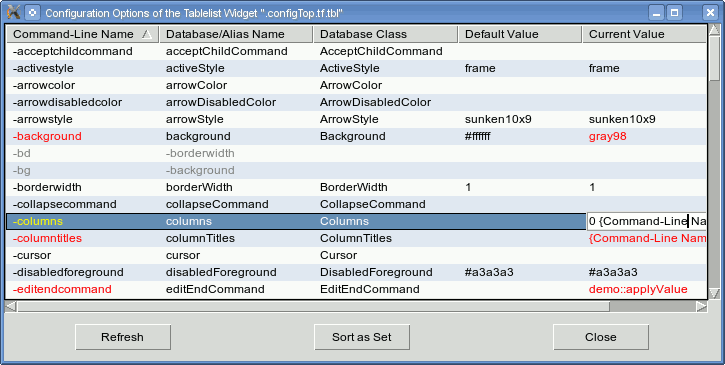 Configuration Options of the Tablelist Widget ".configTop.tf.tbl"
Command-Line Name Database/Alias Name Database Class Default Value Current Value
-acceptchildcommand acceptChildCommand AcceptChildCommand
-activestyle activeStyle ActiveStyle frame frame
-arrowcolor arrowColor ArrowColor
-arrowdisabledcolor arrowDisabledColor ArrowDisabledColor
-arrowstyle arrowStyle ArrowStyle sunken10x9 sunken10x9
-background background Background #ffffff gray98
-bd -borderwidth
-bg -background
-borderwidth borderWidth BorderWidth 1 1
-collapsecommand collapseCommand CollapseCommand
-columns columns Columns 0 {Command-Line Na
-columntitles columnTitles ColumnTitles {Command-Line Nam
-cursor cursor Cursor
-disabledforeground disabledForeground DisabledForeground #a3a3a3 #a3a3a3
-editendcommand editEndCommand EditEndCommand demo::applyValue
Refresh Sort as Set Close